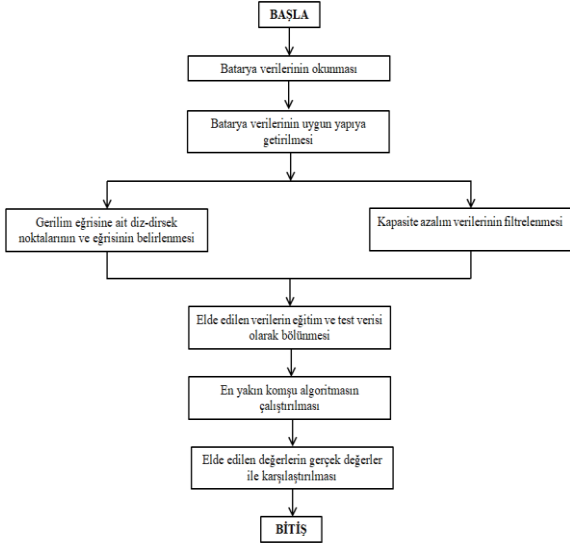 BAŞLA
Batarya verilerinin okunması
Batarya verilerinin uygun yapıya
getirilmesi
Gerilim eğrisine ait diz-dirsek
noktalarının ve eğrisinin belirlenmesi
Kapasite azalım verilerinin filtrelenmesi
Elde edilen verilerin eğitim ve test verisi
olarak bölünmesi
En yakın komşu algoritmasın
çalıştırılması
Elde edilen değerlerin gerçek değerler
ile karşılaştırılması
BİTİŞ